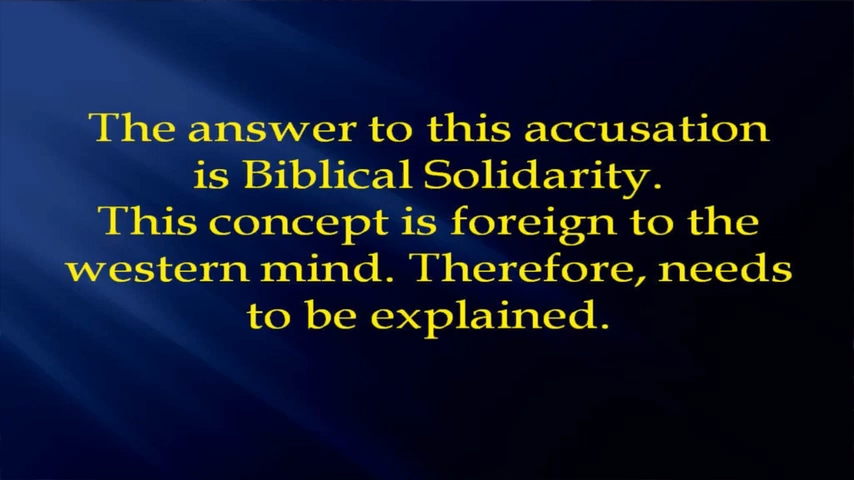 The answer to this accusation
is Biblical Solidarity.
This concept is foreign to the
western mind. Therefore, needs
to be explained.